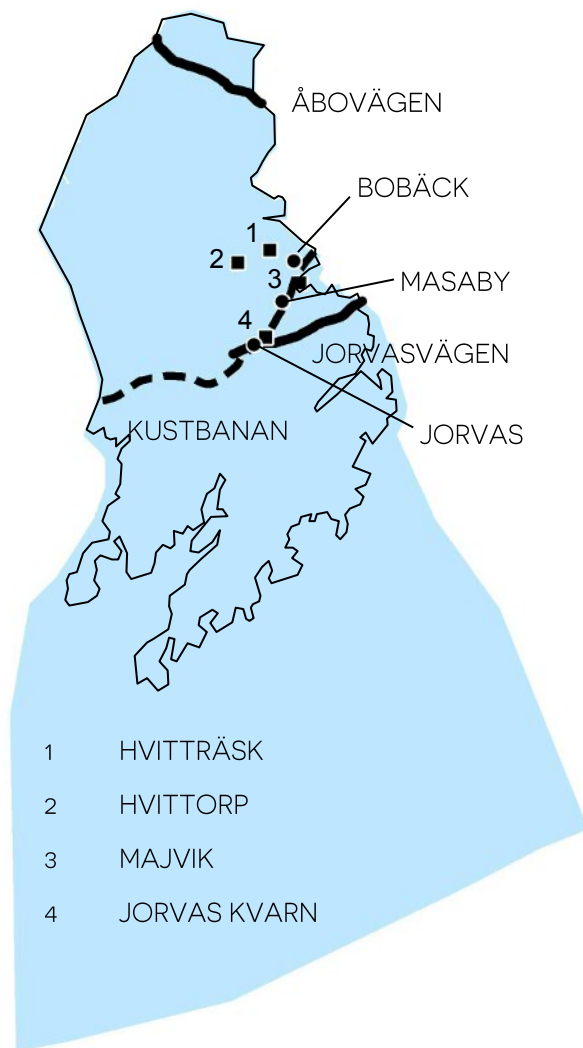 ÅBOVÄGEN
BOBÄCK
1
2
3
MASABY
4
JORVASVÄGEN
KUSTBANAN
JORVAS
1 HVITTRÄSK
2 HVITTORP
3 MAJVIK
4 JORVAS KVARN